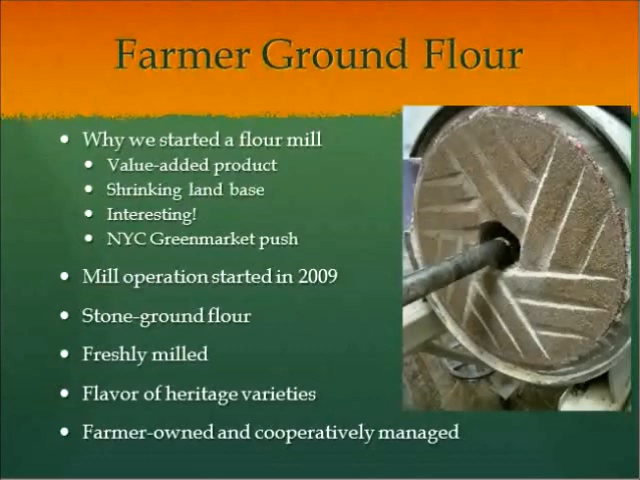 Farmer Ground Flour
• Why we started a flour mill
• Value-added product
• Shrinking land base
• Interesting!
• NYC Greenmarket push
• Mill operation started in 2009
• Stone-ground flour
• Freshly milled
• Flavor of heritage varieties
• Farmer-owned and cooperatively managed